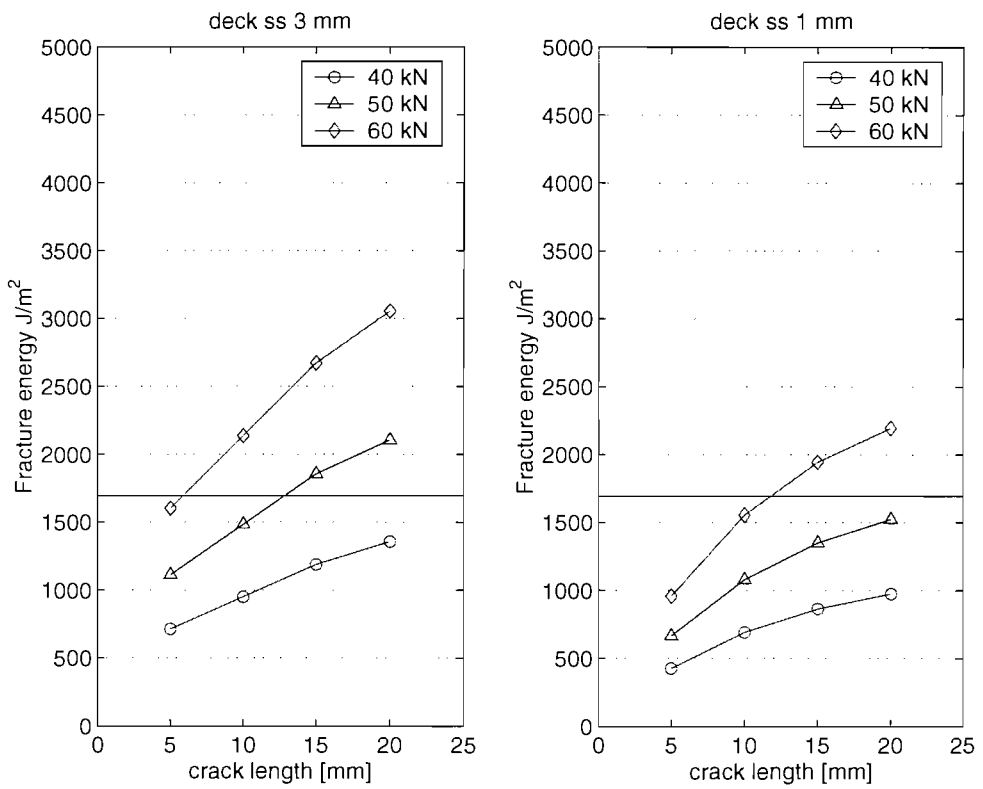 deck ss 3 mm
5000
4500
4000
3500
3000
2500
2000
1500
1000
500
0
Fracture energy J/m²
40 kN
50 kN
60 kN
0 5 10 15 20 25
crack length [mm]
deck ss 1 mm
5000
4500
4000
3500
3000
2500
2000
1500
1000
500
0
Fracture energy J/m²
40 kN
50 kN
60 kN
0 5 10 15 20 25
crack length [mm]